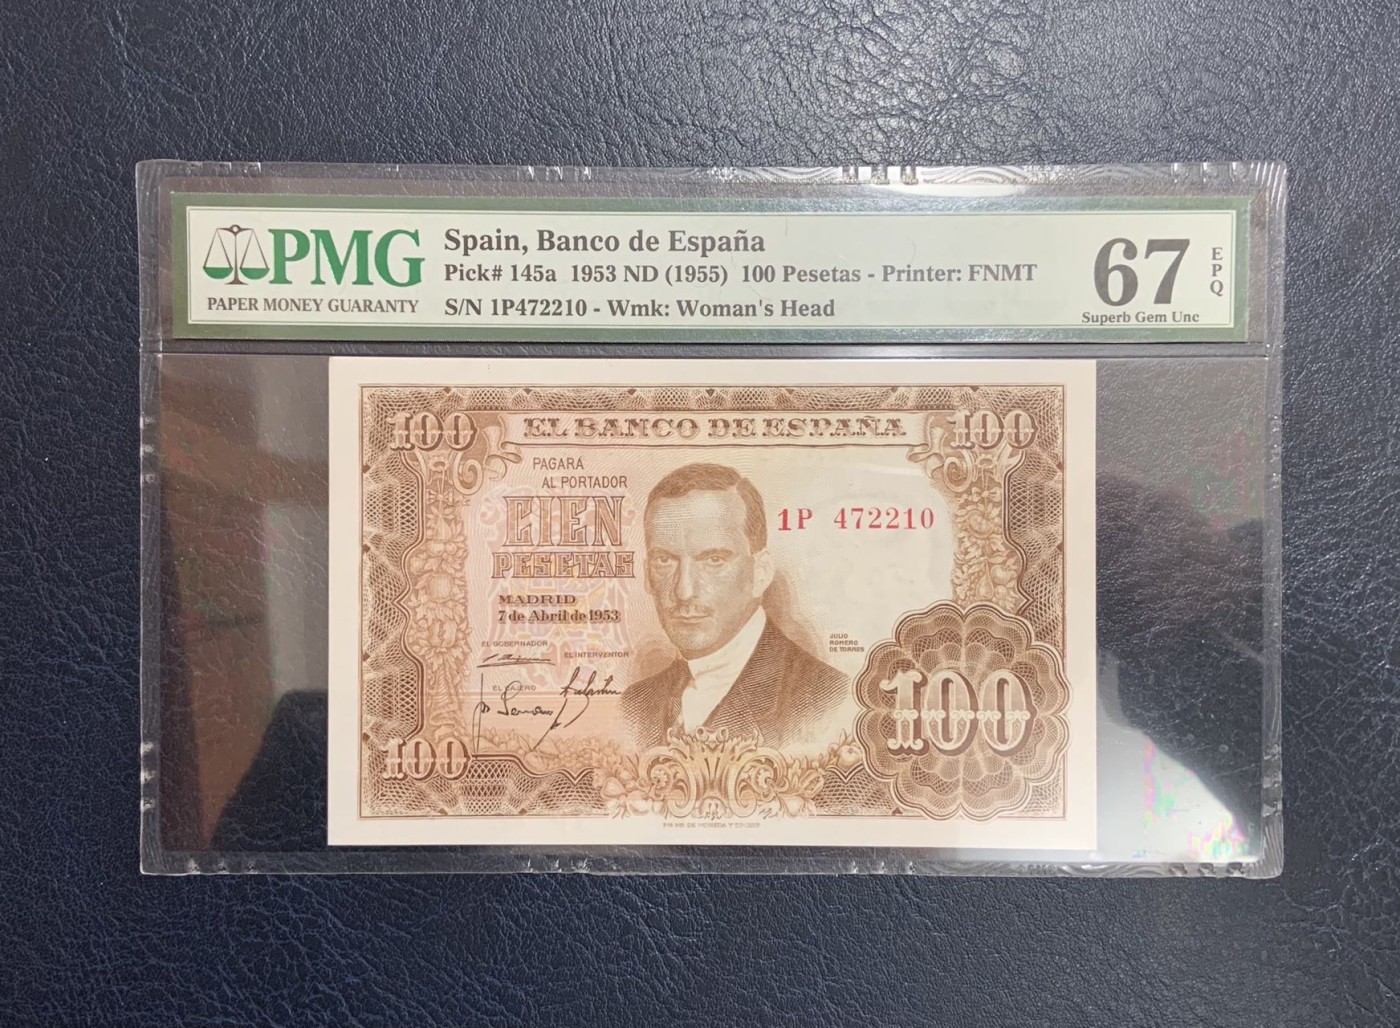 PMG
PAPER MONEY GUARANTY
Spain, Banco de España
Pick# 145a 1953 ND (1955) 100 Pesetas - Printer: FNMT
S/N 1P472210 - Wmk: Woman's Head
67
EPQ
Superb Gem Unc
100
EL BANCO DE ESPAÑA
100
PAGARÁ
AL PORTADOR
CIEN
PESETAS
1P 472210
MADRID
7 de Abril de 1953
EL GOBERNADOR
EL INTERVENTOR
EL CAJERO
JULIO
ROMERO
DE TORRES
100
100